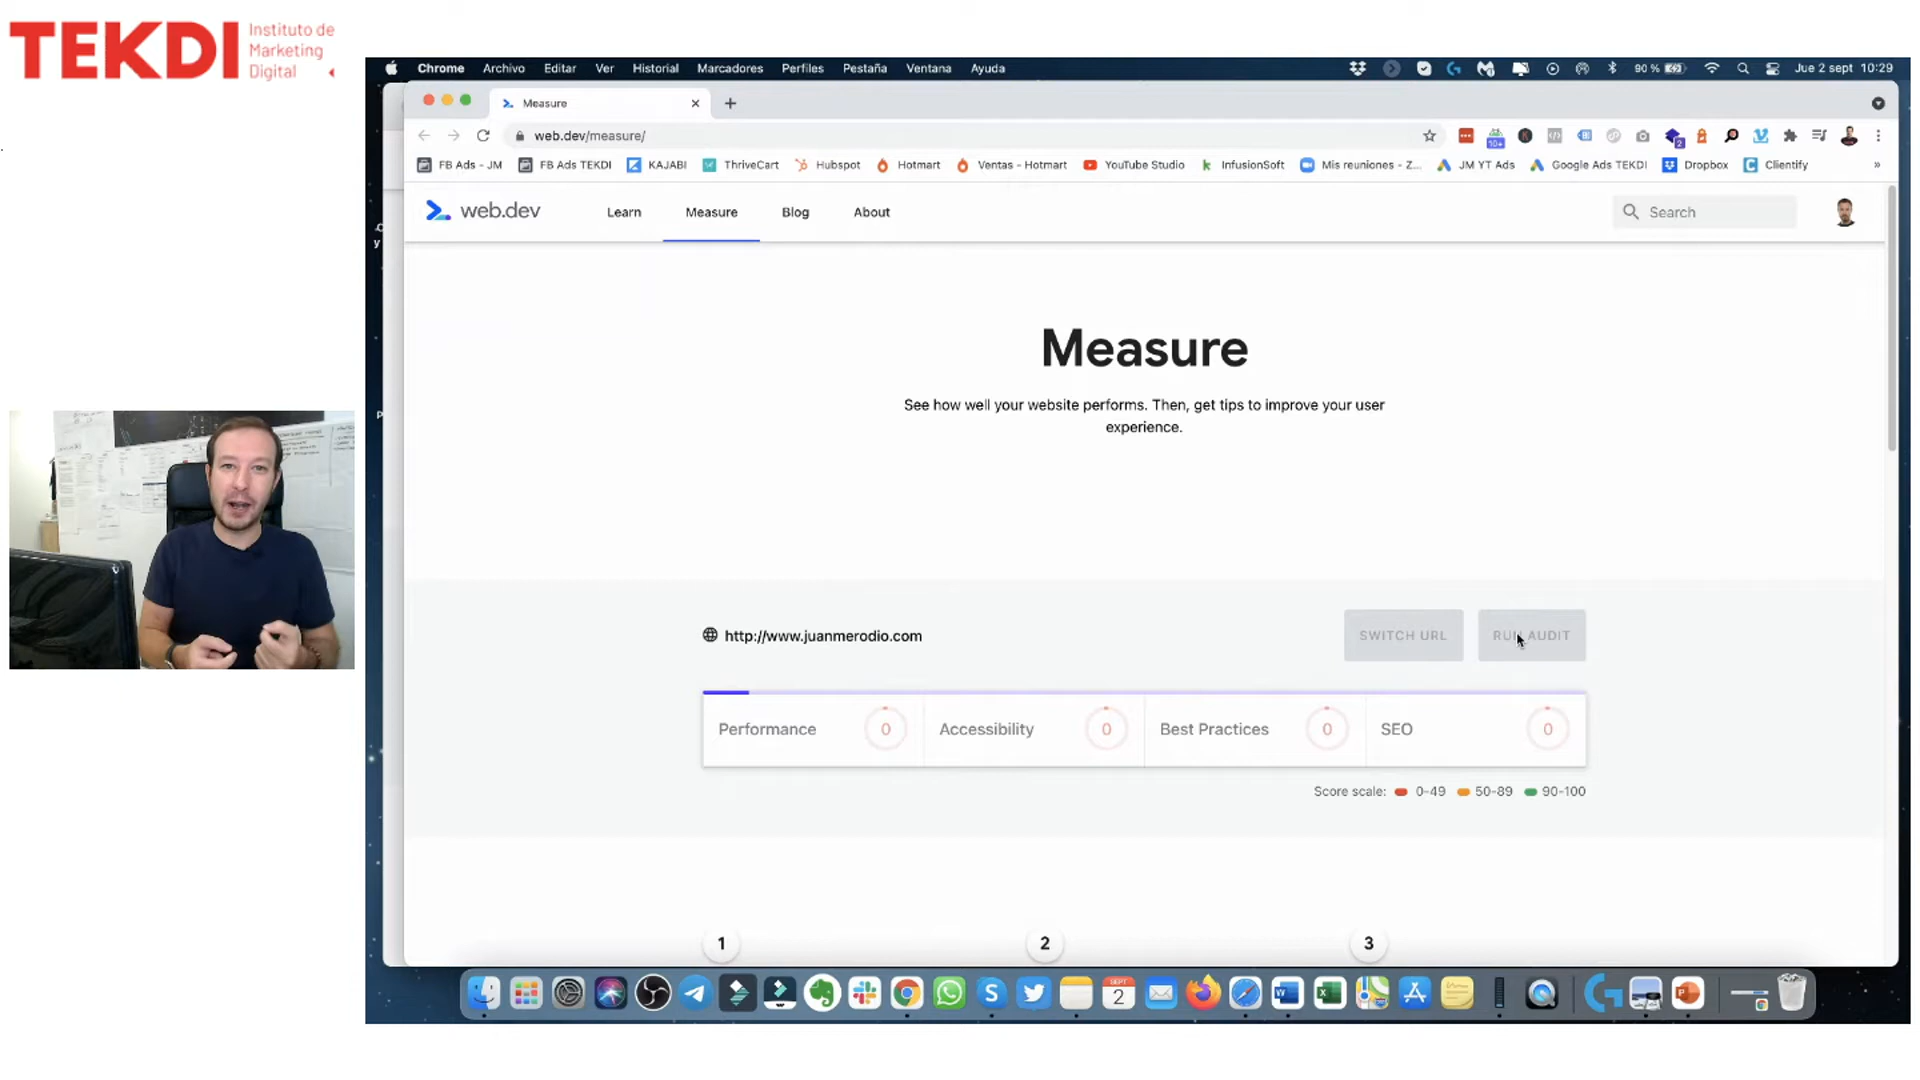 TEKDI
Instituto de
Marketing
Digital
Chrome Archivo Editar Ver Historial Marcadores Perfiles Pestaña Ventana Ayuda
90 % Jue 2 sept 10:29
Measure
web.dev/measure/
10+
2
FB Ads - JM FB Ads TEKDI KAJABI ThriveCart Hubspot Hotmart Ventas - Hotmart YouTube Studio InfusionSoft Mis reuniones - Z... JM YT Ads Google Ads TEKDI Dropbox Clientify »
web.dev Learn Measure Blog About Search
Measure
See how well your website performs. Then, get tips to improve your user
experience.
http://www.juanmerodio.com SWITCH URL RUN AUDIT
Performance 0 Accessibility 0 Best Practices 0 SEO 0
Score scale: 0-49 50-89 90-100
1 2 3
SEPT
2